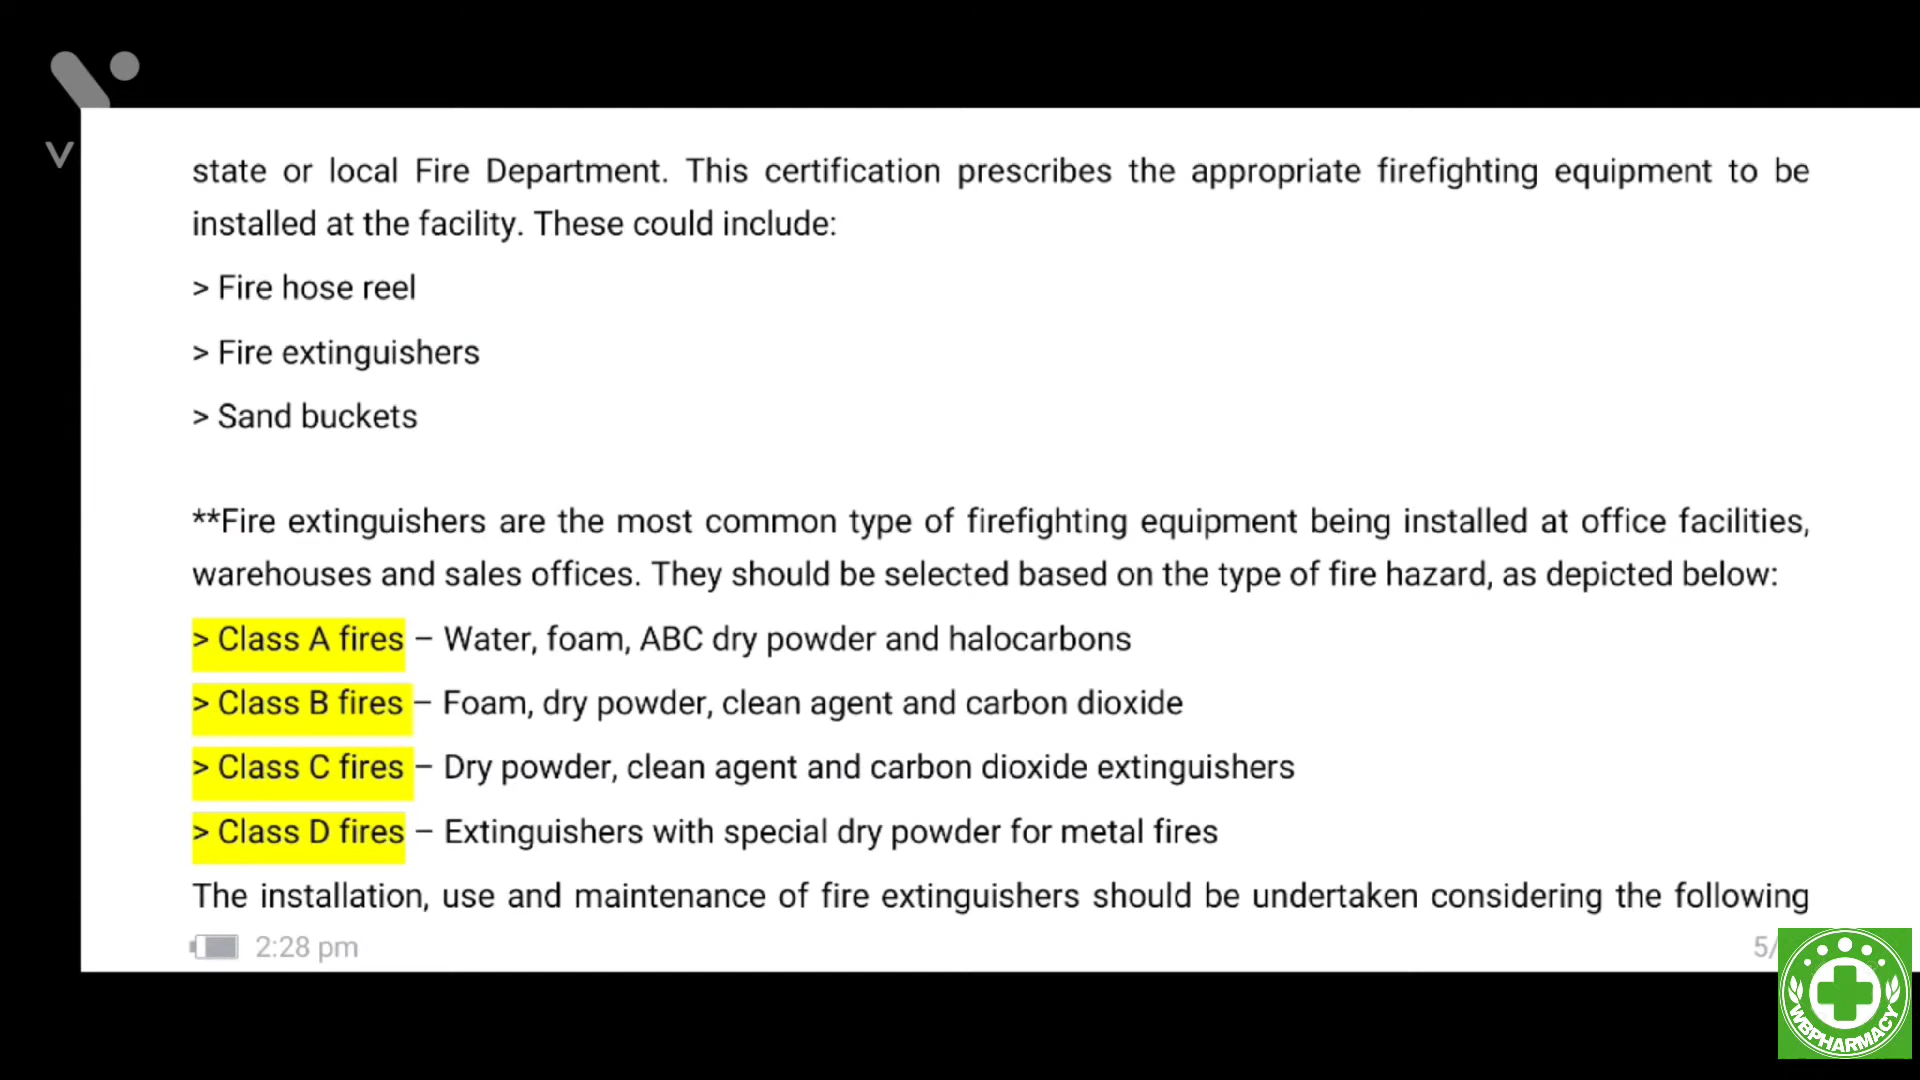 V
state or local Fire Department. This certification prescribes the appropriate firefighting equipment to be
installed at the facility. These could include:
> Fire hose reel
> Fire extinguishers
> Sand buckets
**Fire extinguishers are the most common type of firefighting equipment being installed at office facilities,
warehouses and sales offices. They should be selected based on the type of fire hazard, as depicted below:
> Class A fires – Water, foam, ABC dry powder and halocarbons
> Class B fires – Foam, dry powder, clean agent and carbon dioxide
> Class C fires – Dry powder, clean agent and carbon dioxide extinguishers
> Class D fires – Extinguishers with special dry powder for metal fires
The installation, use and maintenance of fire extinguishers should be undertaken considering the following
2:28 pm
5/
WBPHARMACY